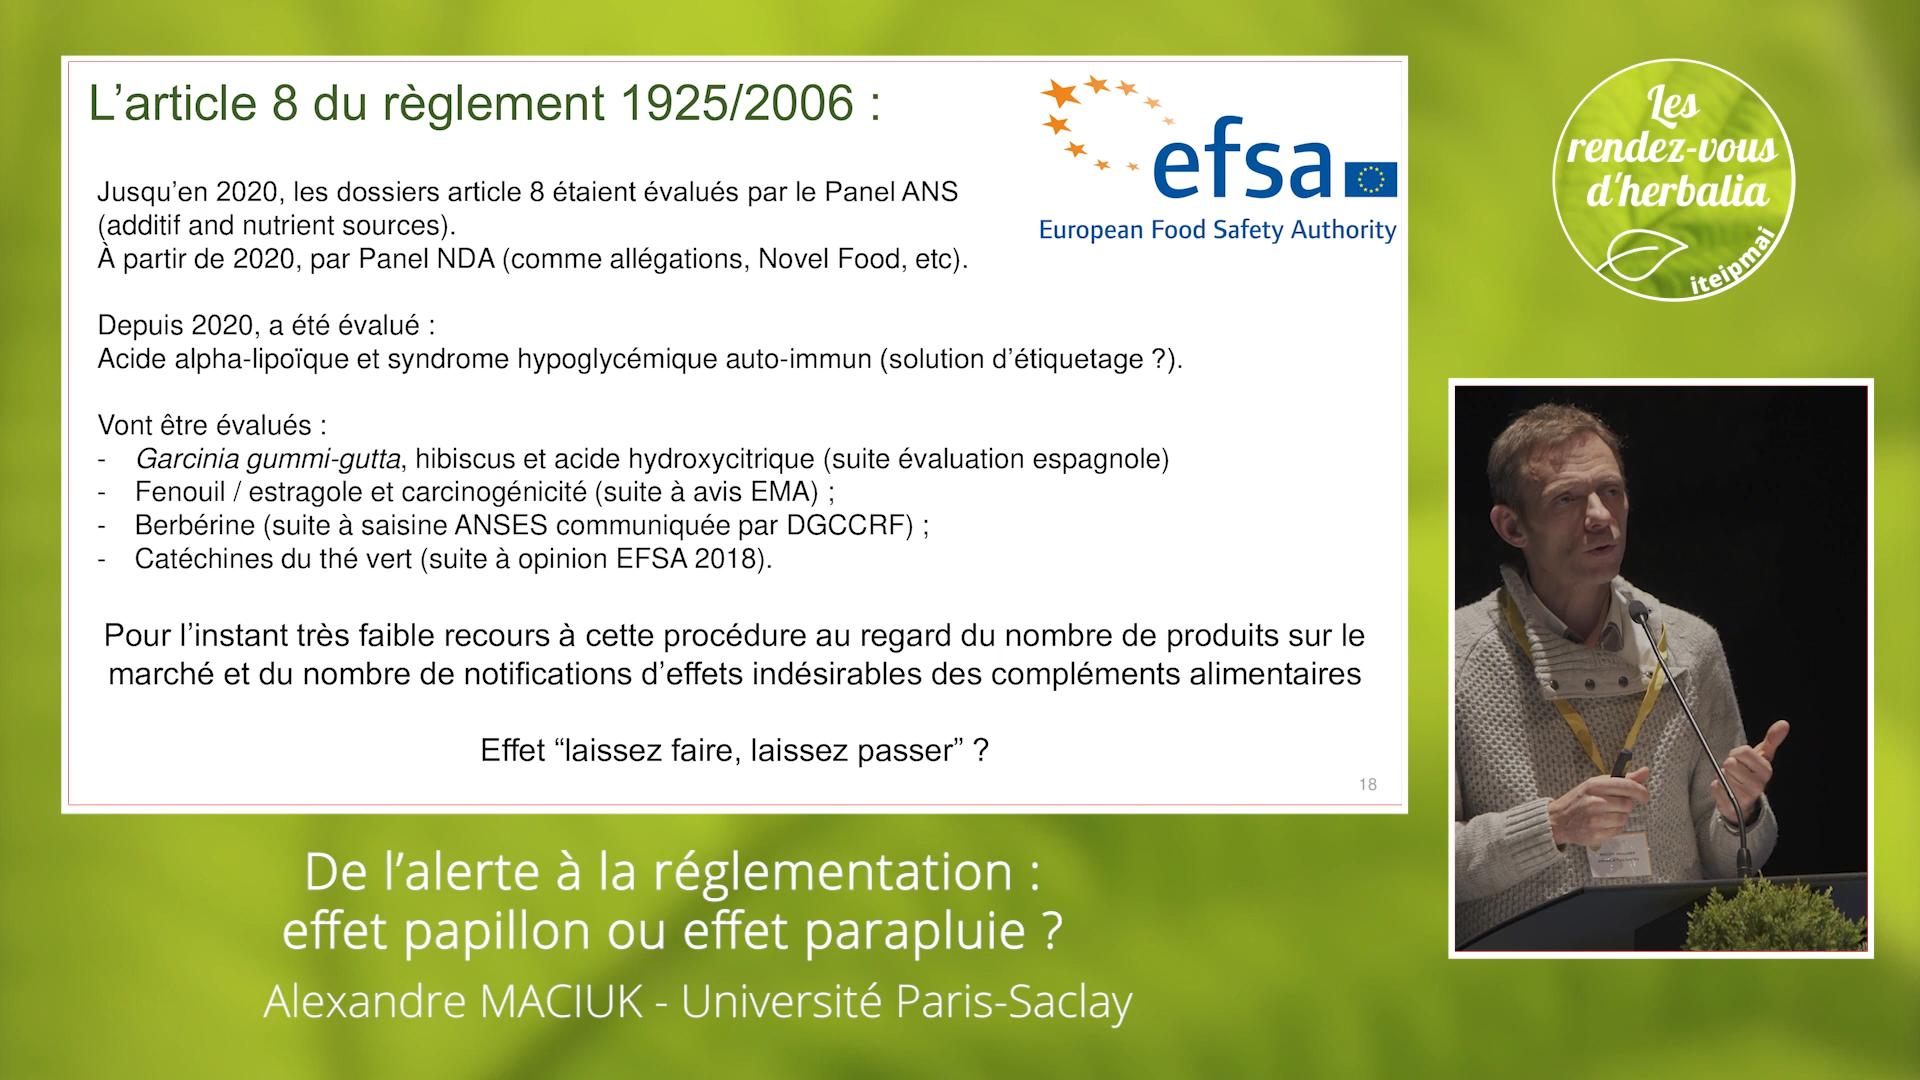 L’article 8 du règlement 1925/2006 :
efsa
European Food Safety Authority
Jusqu’en 2020, les dossiers article 8 étaient évalués par le Panel ANS
(additif and nutrient sources).
À partir de 2020, par Panel NDA (comme allégations, Novel Food, etc).
Depuis 2020, a été évalué :
Acide alpha-lipoïque et syndrome hypoglycémique auto-immun (solution d’étiquetage ?).
Vont être évalués :
- Garcinia gummi-gutta, hibiscus et acide hydroxycitrique (suite évaluation espagnole)
- Fenouil / estragole et carcinogénicité (suite à avis EMA) ;
- Berbérine (suite à saisine ANSES communiquée par DGCCRF) ;
- Catéchines du thé vert (suite à opinion EFSA 2018).
Pour l’instant très faible recours à cette procédure au regard du nombre de produits sur le
marché et du nombre de notifications d’effets indésirables des compléments alimentaires
Effet “laissez faire, laissez passer” ?
18
Les
rendez-vous
d'herbalia
iteipmai
De l’alerte à la réglementation :
effet papillon ou effet parapluie ?
Alexandre MACIUK - Université Paris-Saclay